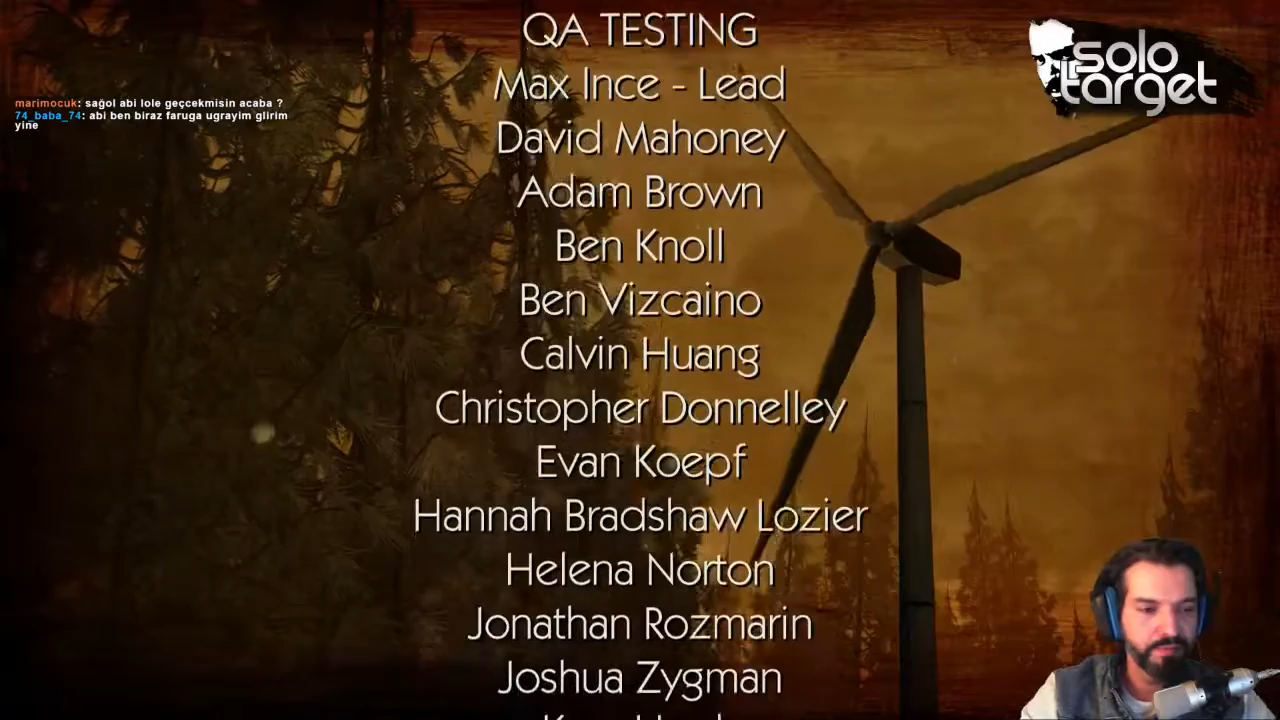 QA TESTING
Max Ince - Lead
David Mahoney
Adam Brown
Ben Knoll
Ben Vizcaino
Calvin Huang
Christopher Donnelley
Evan Koepf
Hannah Bradshaw Lozier
Helena Norton
Jonathan Rozmarin
Joshua Zygman
marimocuk: sağol abi lole geçcekmisin acaba ?
74_baba_74: abi ben biraz faruga ugrayim glirim
yine
solo
target